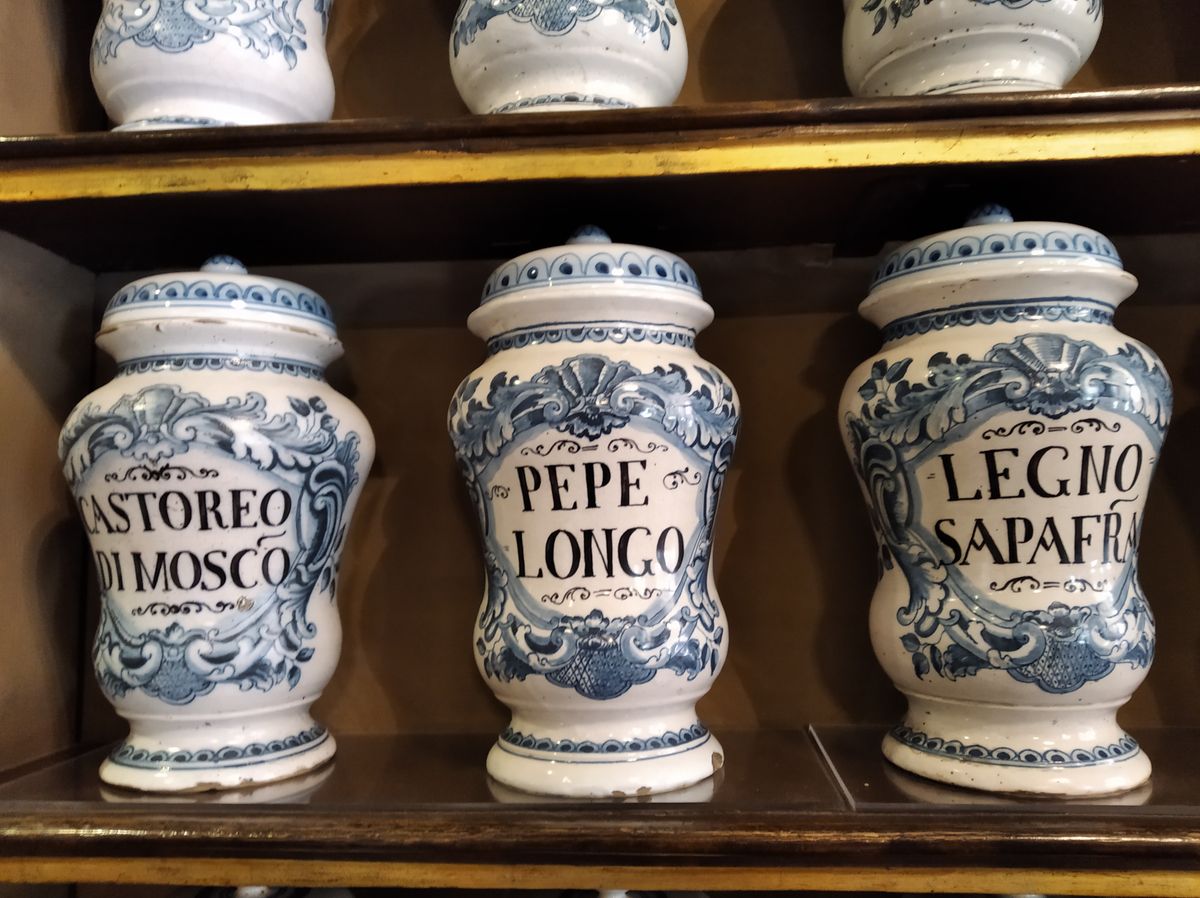 CASTOREO
DI MOSCO
PEPE
LONGO
LEGNO
SAPAFRA